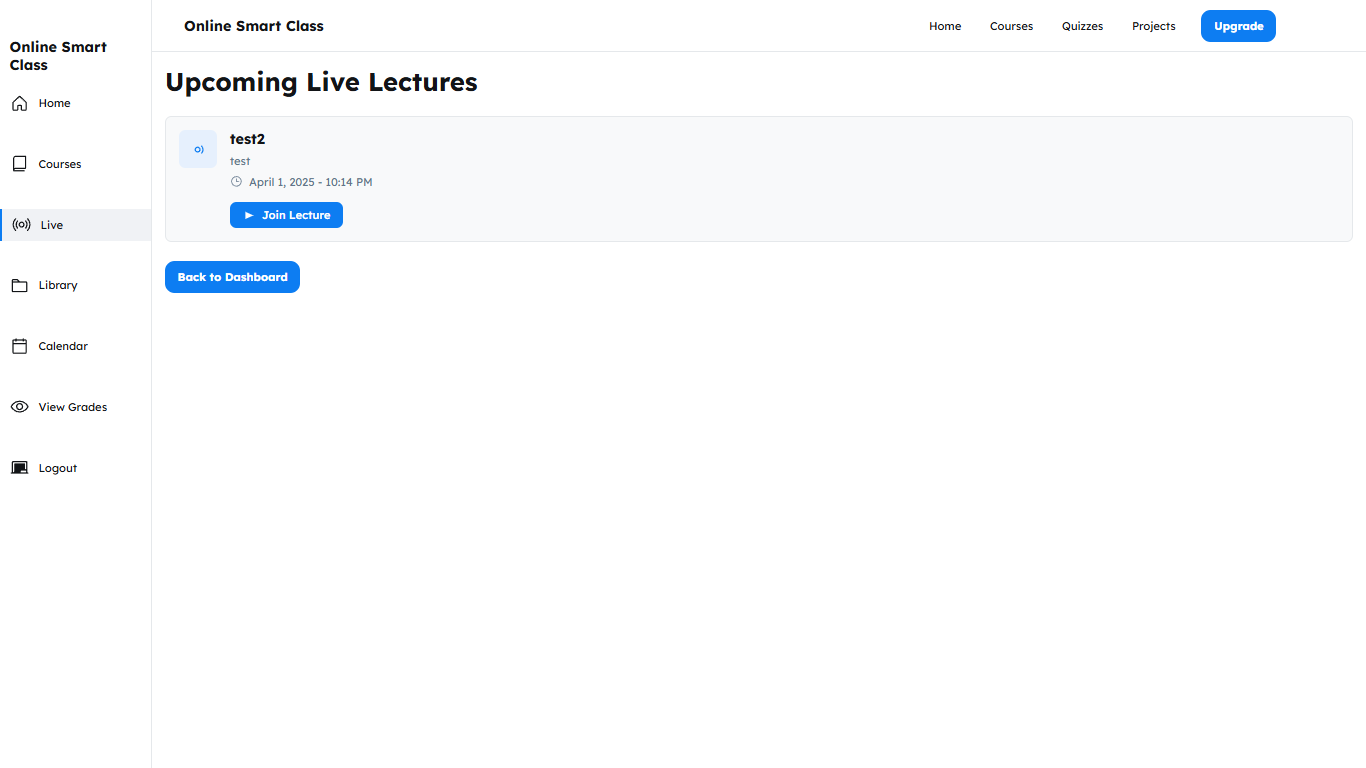 Online Smart
Class
Home
Courses
Live
Library
Calendar
View Grades
Logout
Online Smart Class
Home
Courses
Quizzes
Projects
Upgrade
Upcoming Live Lectures
test2
test
April 1, 2025 - 10:14 PM
Join Lecture
Back to Dashboard